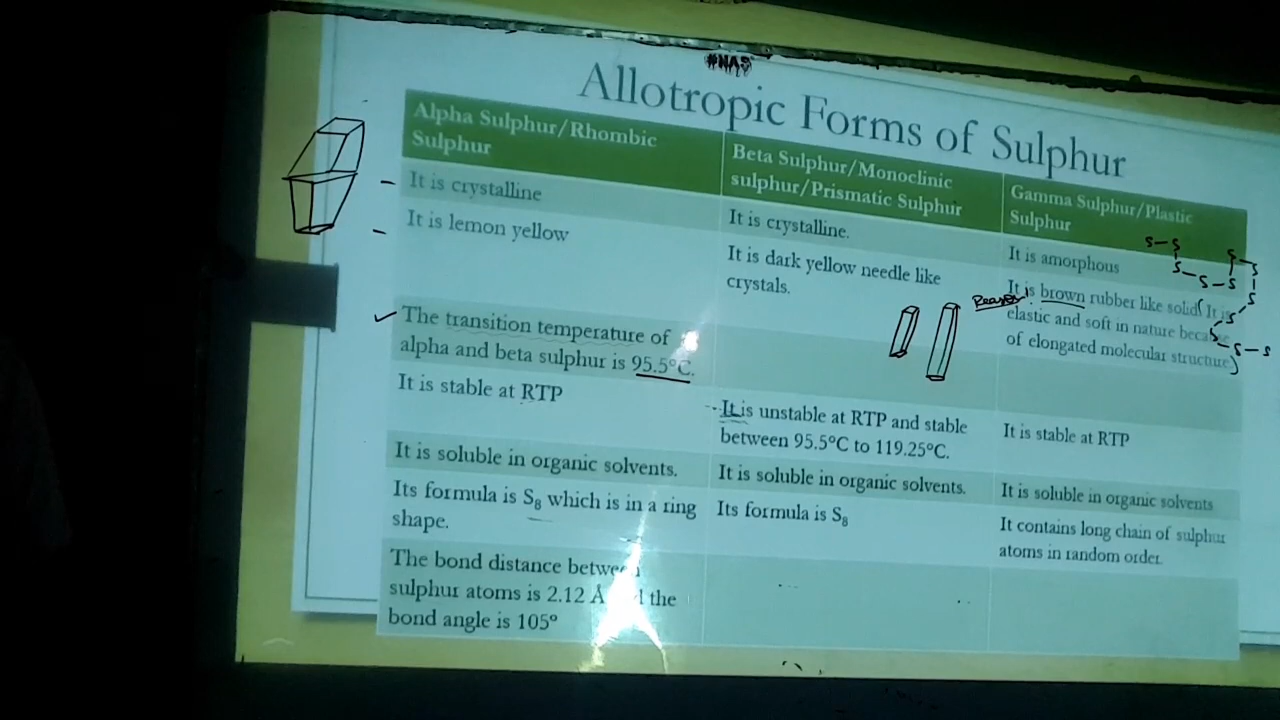 #NAS
Allotropic Forms of Sulphur
Alpha Sulphur/Rhombic
Sulphur
Beta Sulphur/Monoclinic
sulphur/Prismatic Sulphur
Gamma Sulphur/Plastic
Sulphur
It is crystalline
It is crystalline.
It is amorphous
It is lemon yellow
It is dark yellow needle like
crystals.
Reason
It is brown rubber like solid( It is
elastic and soft in nature
of elongated molecular structure)
S-S
S-S-S
S-S
S
S
S-S-S
The transition temperature of
alpha and beta sulphur is 95.5°C.
It is stable at RTP
It is unstable at RTP and stable
between 95.5°C to 119.25°C.
It is stable at RTP
It is soluble in organic solvents.
It is soluble in organic solvents.
It is soluble in organic solvents
Its formula is S₈ which is in a ring
shape.
Its formula is S₈
It contains long chain of sulphur
atoms in random order.
The bond distance between
sulphur atoms is 2.12 Å the
bond angle is 105°